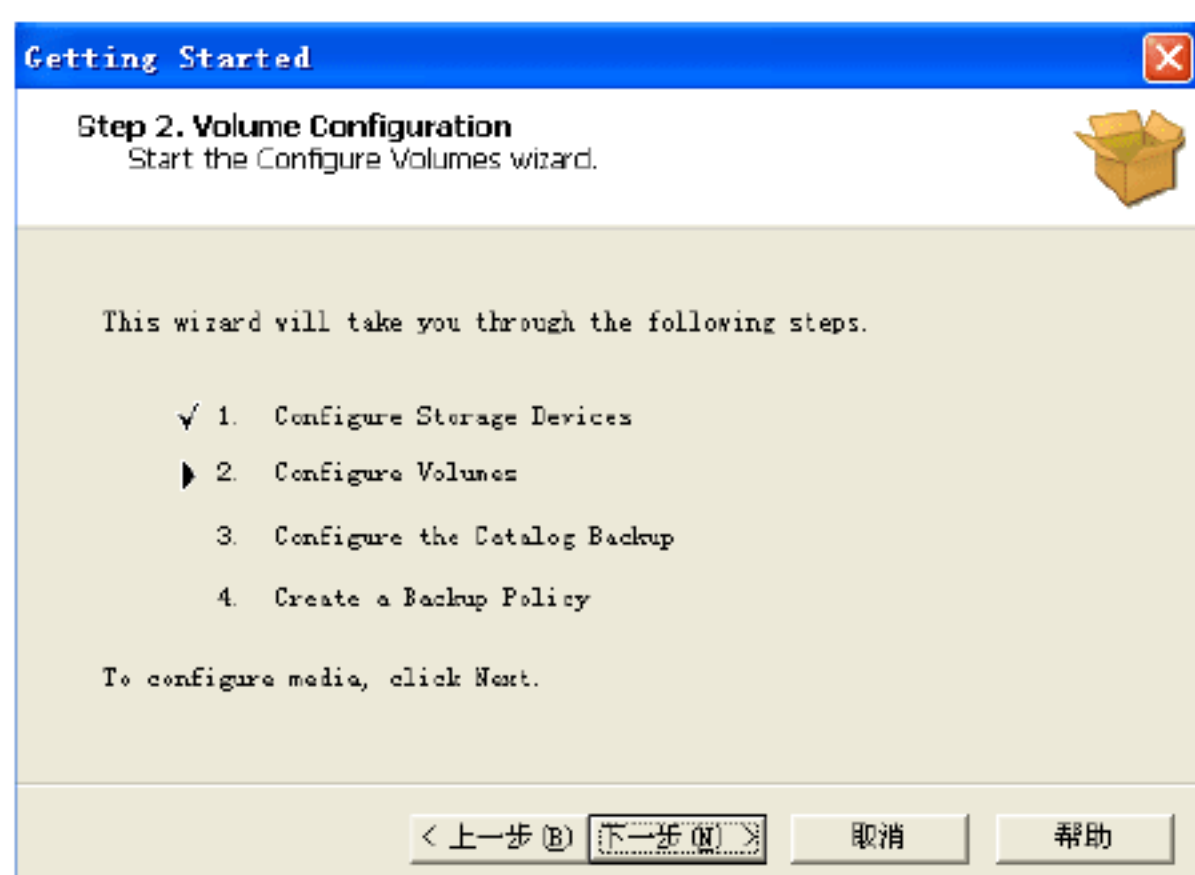 Getting Started
Step 2. Volume Configuration
Start the Configure Volumes wizard.
This wizard will take you through the following steps.
√ 1. Configure Storage Devices
2. Configure Volumes
3. Configure the Catalog Backup
4. Create a Backup Policy
To configure media, click Next.
< 上一步(B) 下一步(N) > 取消 帮助